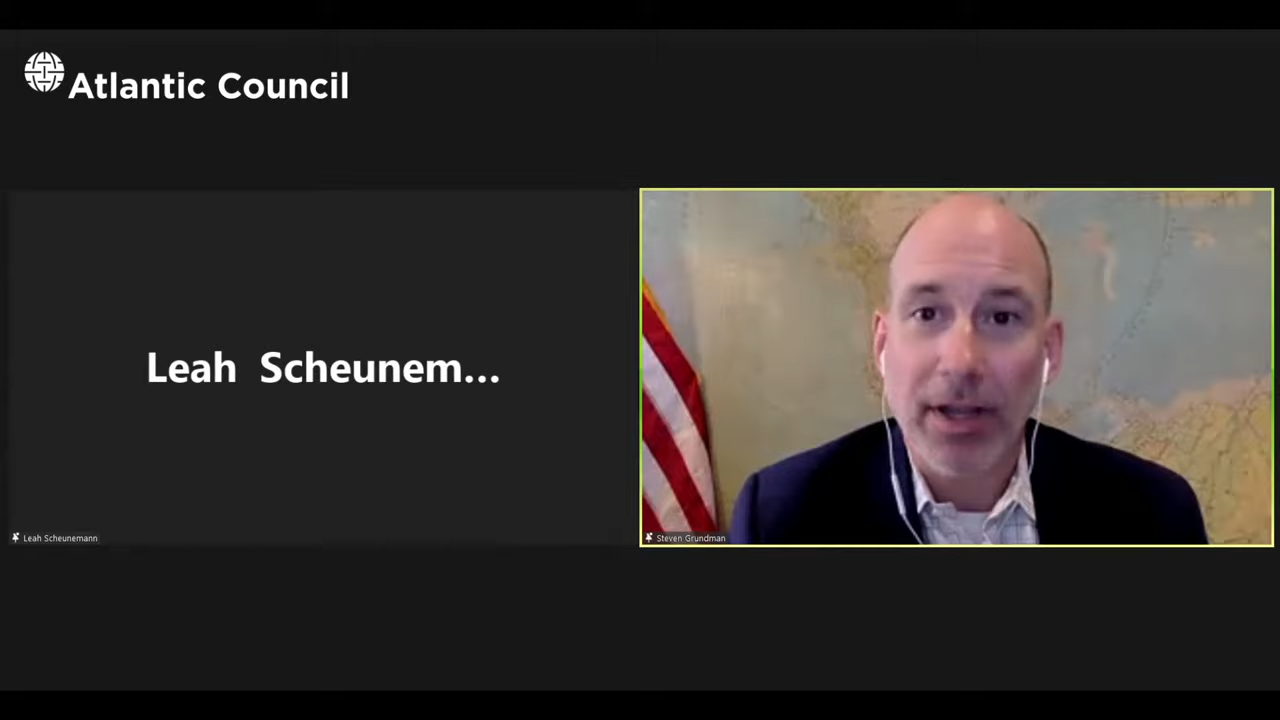 Atlantic Council
Leah Scheunem...
Leah Scheunemann
Steven Grundman